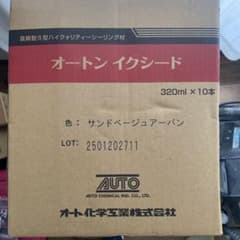 高耐久型ハイクォリティーシーリング材
オートン イクシード
320ml×10本
色： サンドベージュアーバン
LOT: 2501202711
AUTO
AUTO CHEMICAL IND. CO., LTD.
オート化学工業株式会社